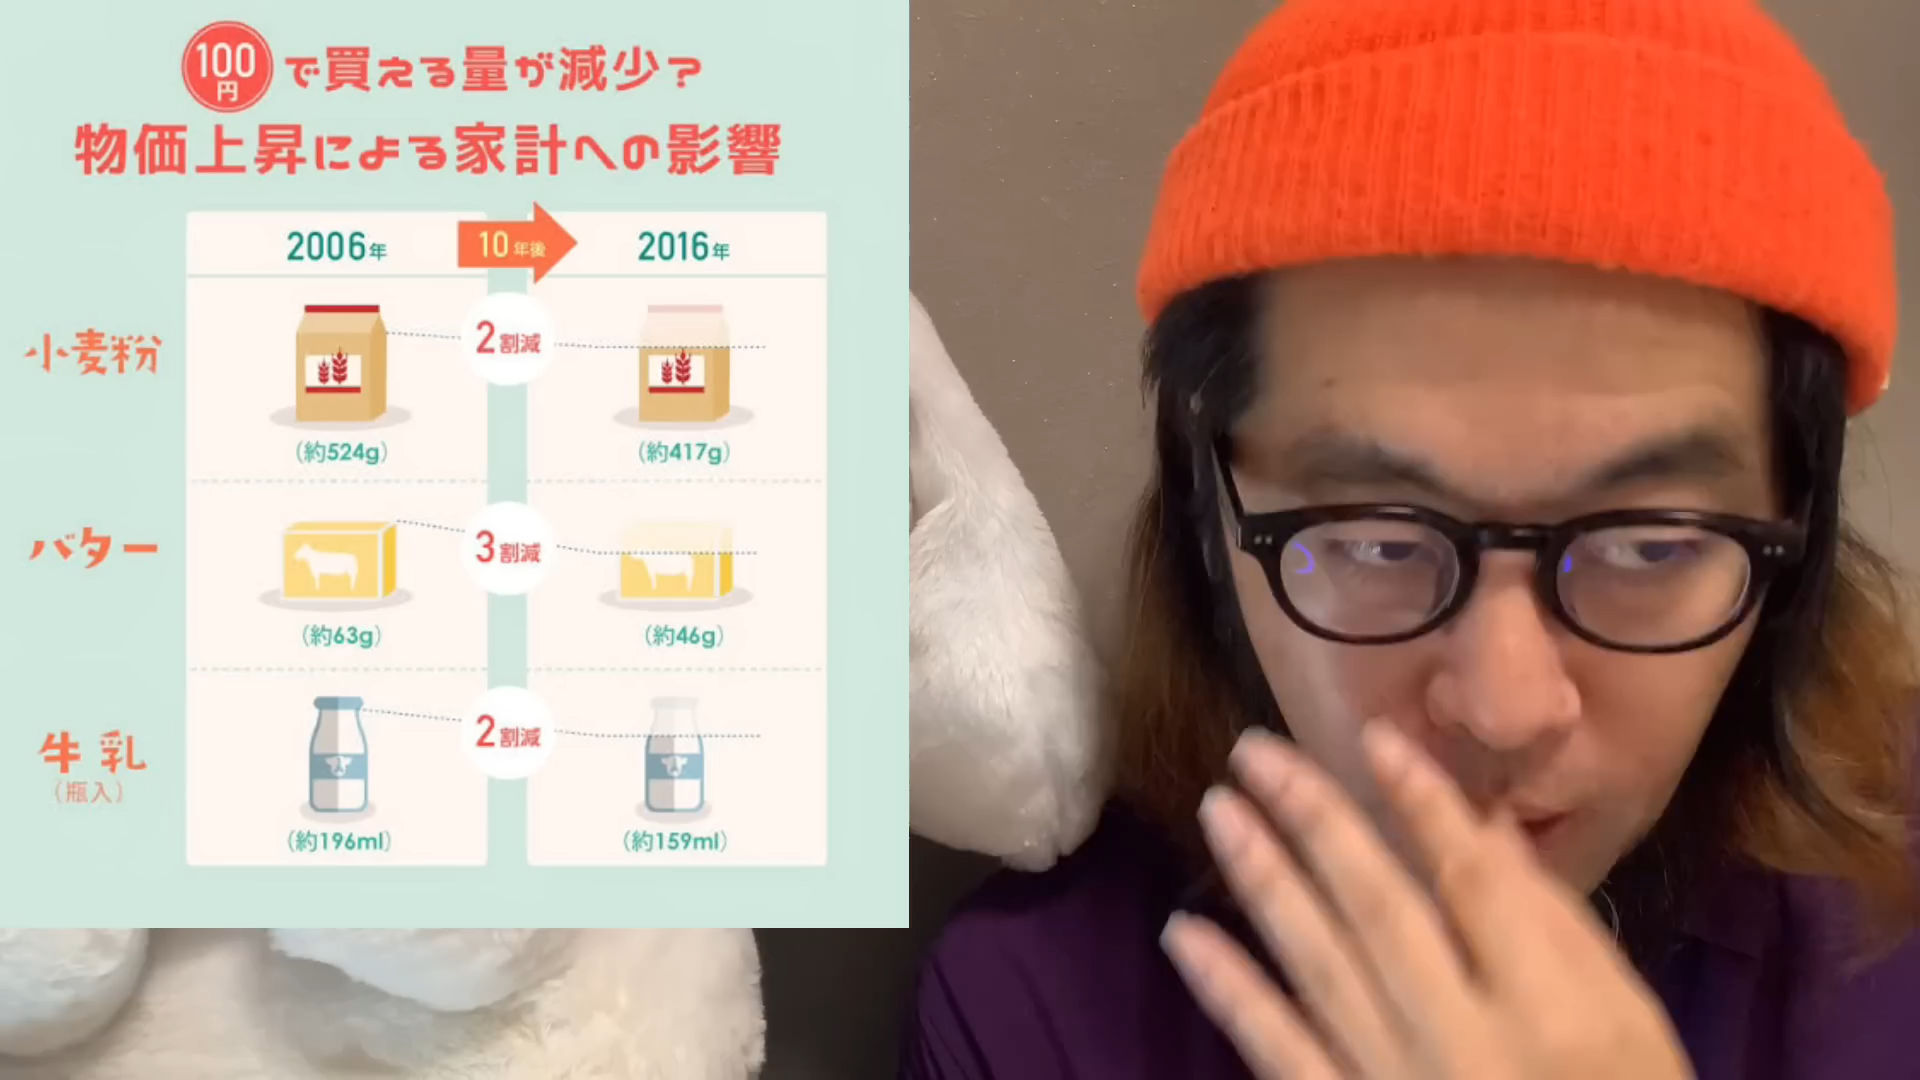 100円で買える量が減少？
物価上昇による家計への影響
2006年
10年後
2016年
小麦粉
2割減
（約524g）
（約417g）
バター
3割減
（約63g）
（約46g）
牛乳
（瓶入）
2割減
（約196ml）
（約159ml）